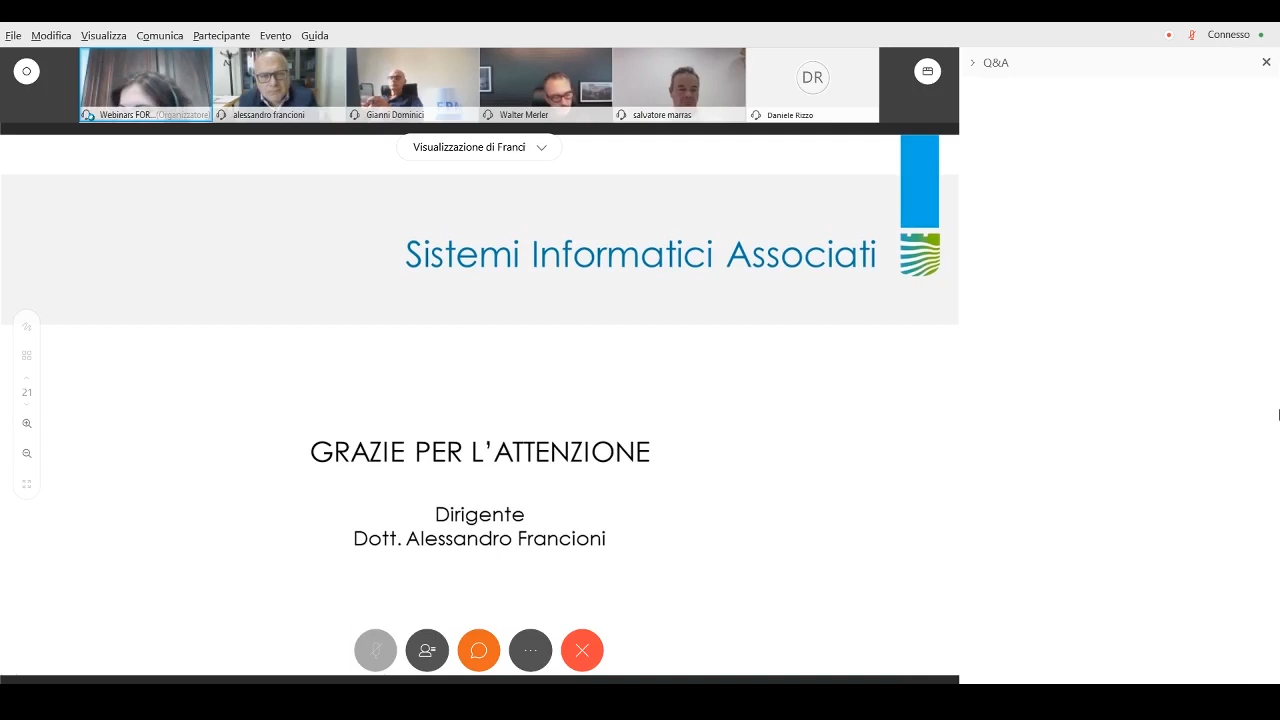 File Modifica Visualizza Comunica Partecipante Evento Guida
Connesso
Webinars FOR... (Organizzatore)
alessandro francioni
Gianni Dominici
Walter Merler
salvatore marras
DR
Daniele Rizzo
Q&A
Visualizzazione di Franci
Sistemi Informatici Associati
21
GRAZIE PER L’ATTENZIONE
Dirigente
Dott. Alessandro Francioni